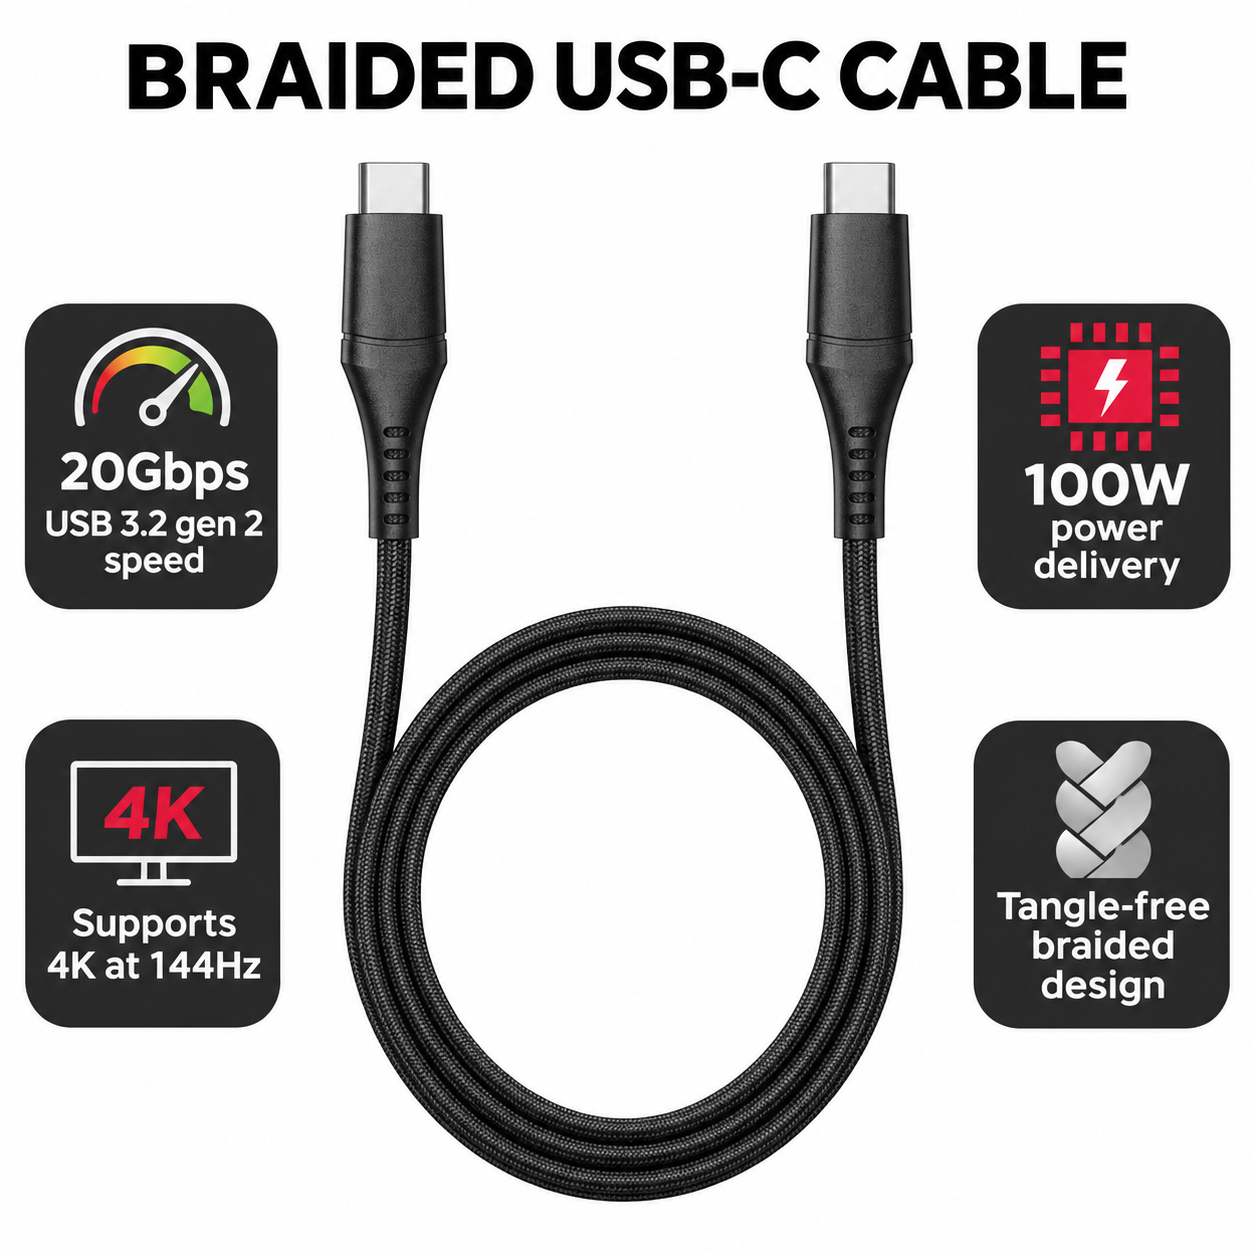 BRAIDED USB-C CABLE
20Gbps
USB 3.2 gen 2
speed
100W
power
delivery
4K
Supports
4K at 144Hz
Tangle-free
braided
design